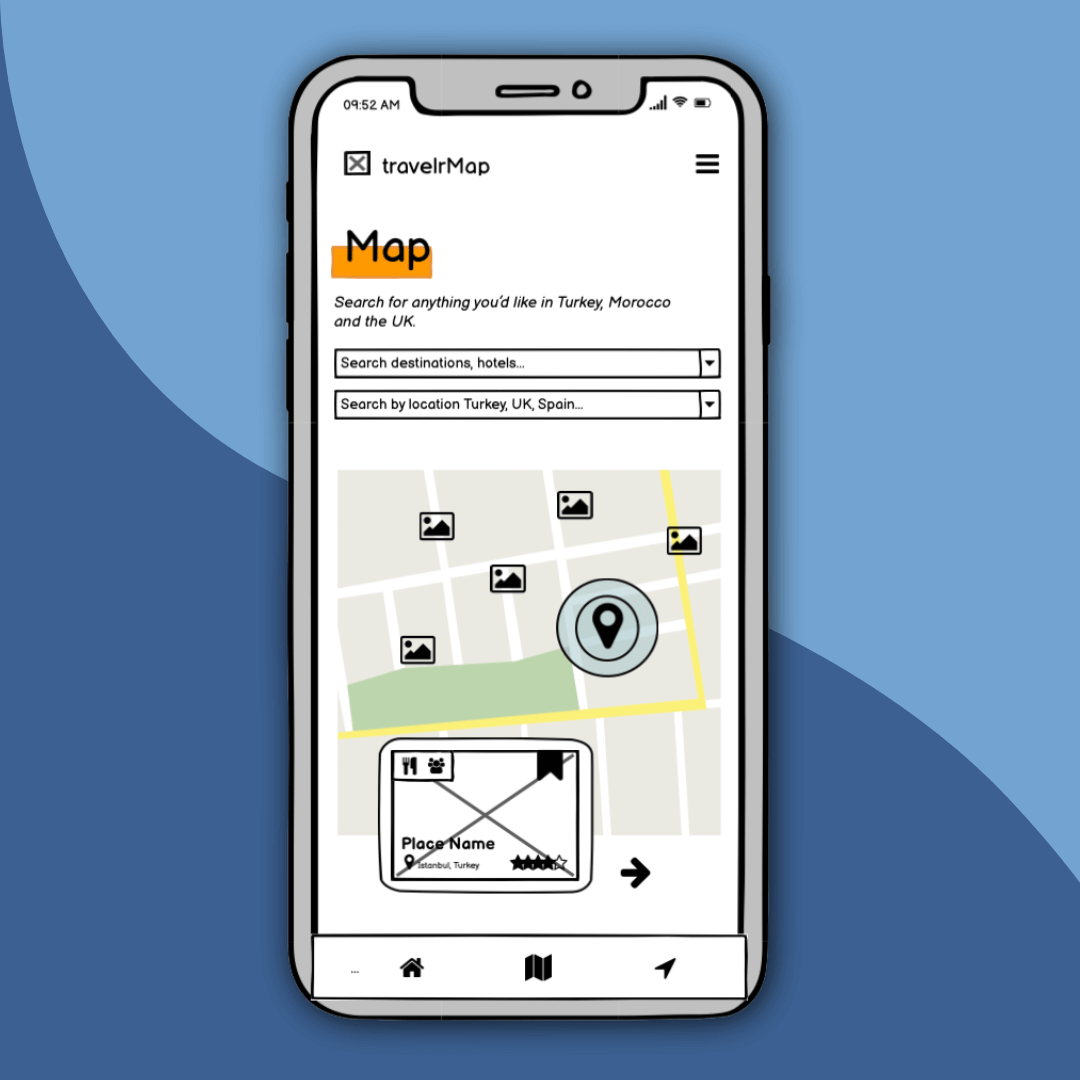 09:52 AM
travelrMap
Map
Search for anything you'd like in Turkey, Morocco
and the UK.
Search destinations, hotels...
Search by location Turkey, UK, Spain...
Place Name
Istanbul, Turkey
...